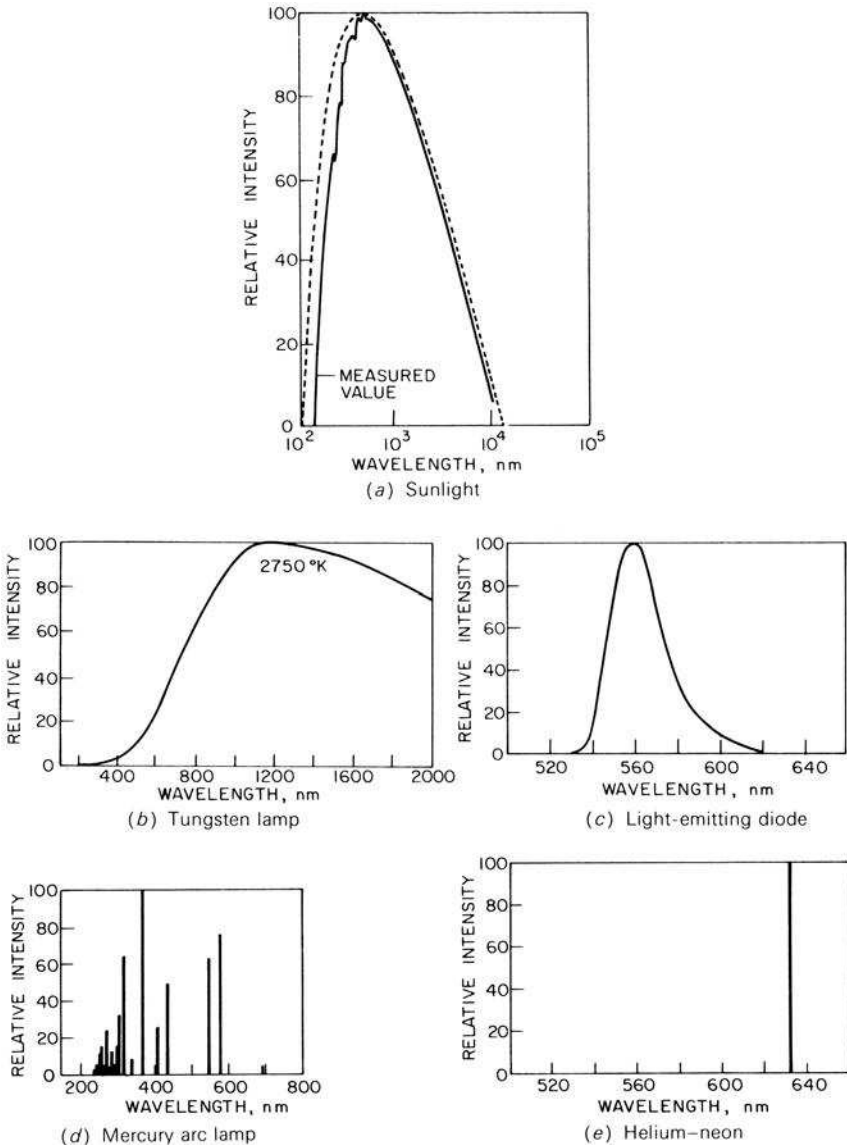 RELATIVE INTENSITY
100
80
60
40
20
0
MEASURED
VALUE
10² 10³ 10⁴ 10⁵
WAVELENGTH, nm
(a) Sunlight
RELATIVE INTENSITY
100
80
60
40
20
0
2750 °K
400 800 1200 1600 2000
WAVELENGTH, nm
(b) Tungsten lamp
RELATIVE INTENSITY
100
80
60
40
20
0
520 560 600 640
WAVELENGTH, nm
(c) Light-emitting diode
RELATIVE INTENSITY
100
80
60
40
20
0
200 400 600 800
WAVELENGTH, nm
(d) Mercury arc lamp
RELATIVE INTENSITY
100
80
60
40
20
0
520 560 600 640
WAVELENGTH, nm
(e) Helium–neon